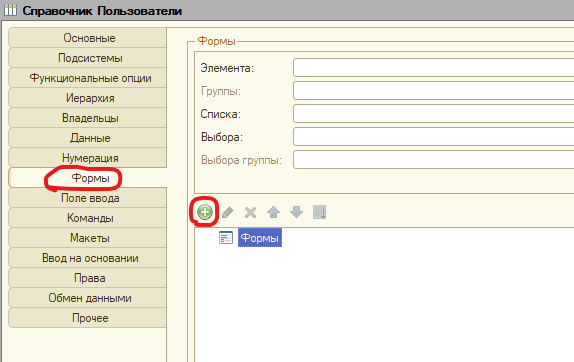 Справочник Пользователи
Основные
Подсистемы
Функциональные опции
Иерархия
Владельцы
Данные
Нумерация
Формы
Поле ввода
Команды
Макеты
Ввод на основании
Права
Обмен данными
Прочее
Формы
Элемента:
Группы:
Списка:
Выбора:
Выбора группы:
Формы